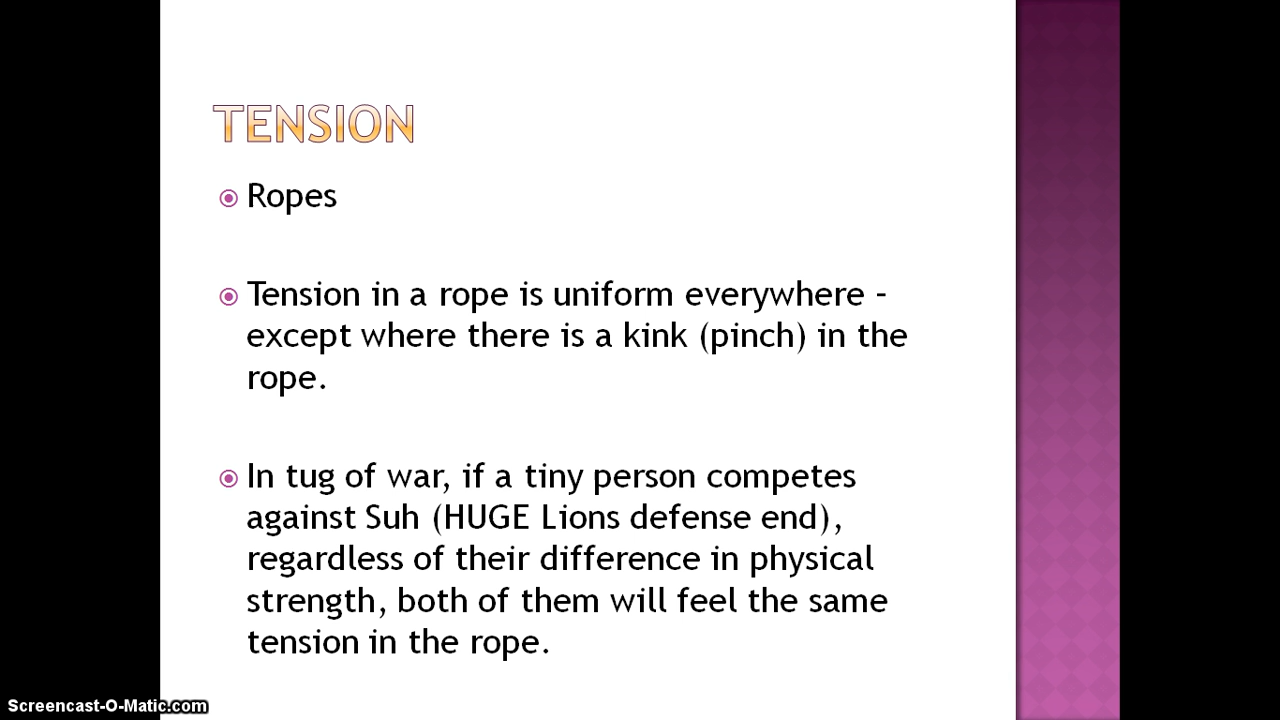 TENSION
Ropes
Tension in a rope is uniform everywhere -
except where there is a kink (pinch) in the
rope.
In tug of war, if a tiny person competes
against Suh (HUGE Lions defense end),
regardless of their difference in physical
strength, both of them will feel the same
tension in the rope.
Screencast-O-Matic.com